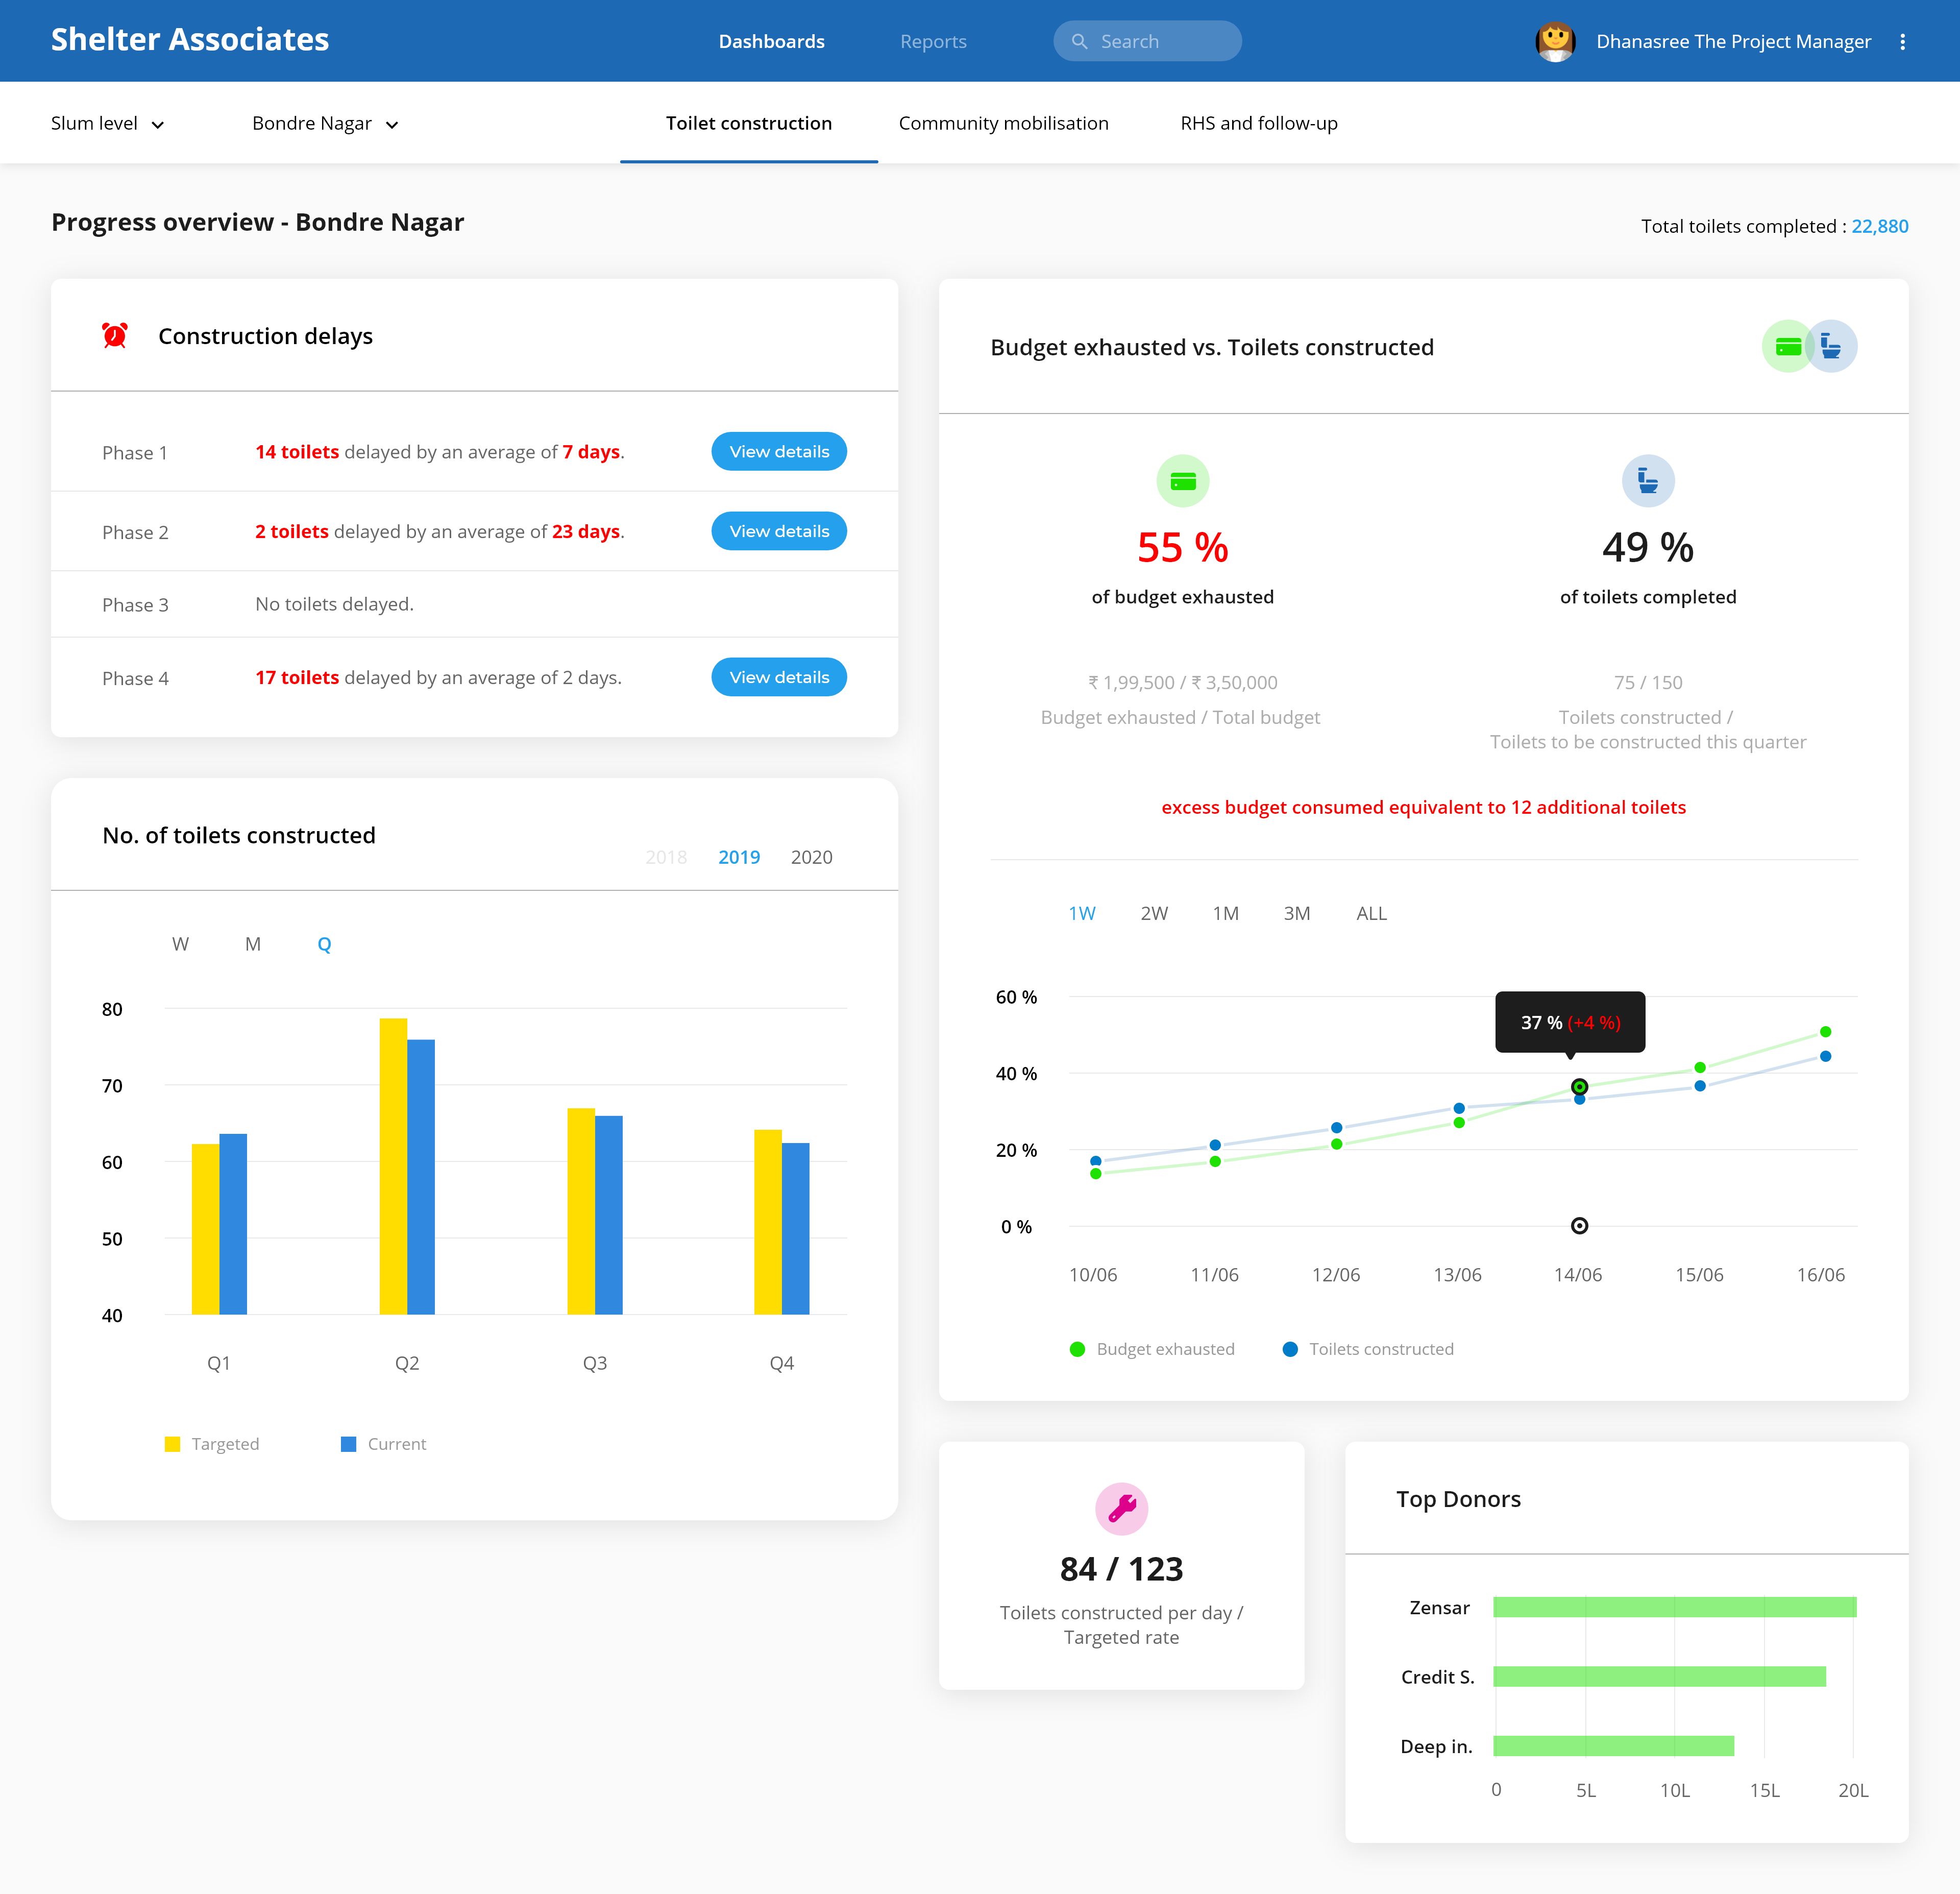 Shelter Associates
Dashboards
Reports
Search
Dhanasree The Project Manager
Slum level
Bondre Nagar
Toilet construction
Community mobilisation
RHS and follow-up
Progress overview - Bondre Nagar
Total toilets completed : 22,880
Construction delays
Phase 1
14 toilets delayed by an average of 7 days.
View details
Phase 2
2 toilets delayed by an average of 23 days.
View details
Phase 3
No toilets delayed.
Phase 4
17 toilets delayed by an average of 2 days.
View details
No. of toilets constructed
2018 2019 2020
W M Q
80
70
60
50
40
Q1 Q2 Q3 Q4
Targeted
Current
Budget exhausted vs. Toilets constructed
55 %
of budget exhausted
₹ 1,99,500 / ₹ 3,50,000
Budget exhausted / Total budget
49 %
of toilets completed
75 / 150
Toilets constructed /
Toilets to be constructed this quarter
excess budget consumed equivalent to 12 additional toilets
1W 2W 1M 3M ALL
60 %
40 %
20 %
0 %
37 % (+4 %)
10/06 11/06 12/06 13/06 14/06 15/06 16/06
Budget exhausted
Toilets constructed
84 / 123
Toilets constructed per day /
Targeted rate
Top Donors
Zensar
Credit S.
Deep in.
0 5L 10L 15L 20L